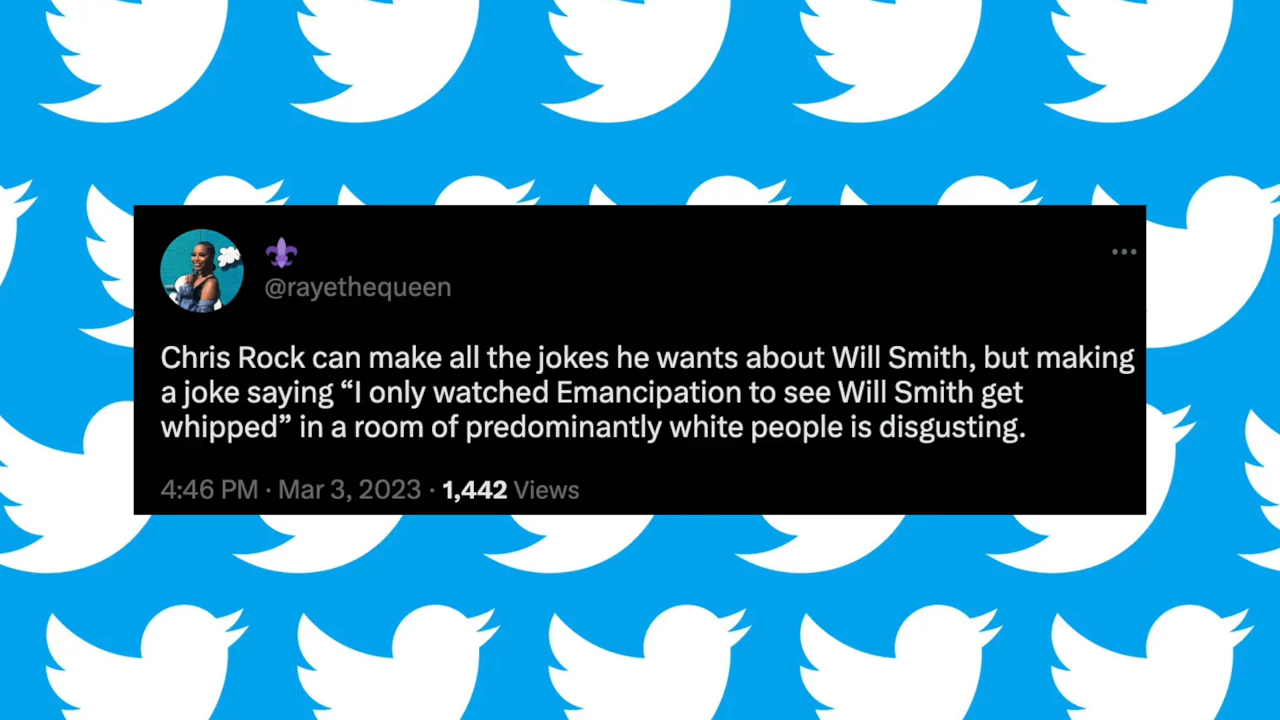 @rayethequeen
Chris Rock can make all the jokes he wants about Will Smith, but making
a joke saying “I only watched Emancipation to see Will Smith get
whipped” in a room of predominantly white people is disgusting.
4:46 PM · Mar 3, 2023 · 1,442 Views